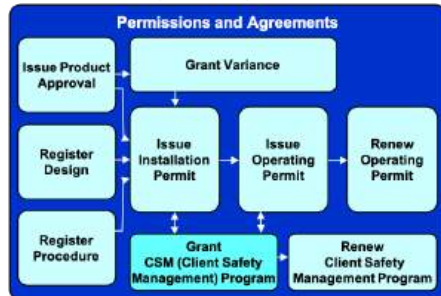 Permissions and Agreements
Issue Product
Approval
Grant Variance
Register
Design
Issue
Installation
Permit
Issue
Operating
Permit
Renew
Operating
Permit
Register
Procedure
Grant
CSM (Client Safety
Management) Program
Renew
Client Safety
Management Program